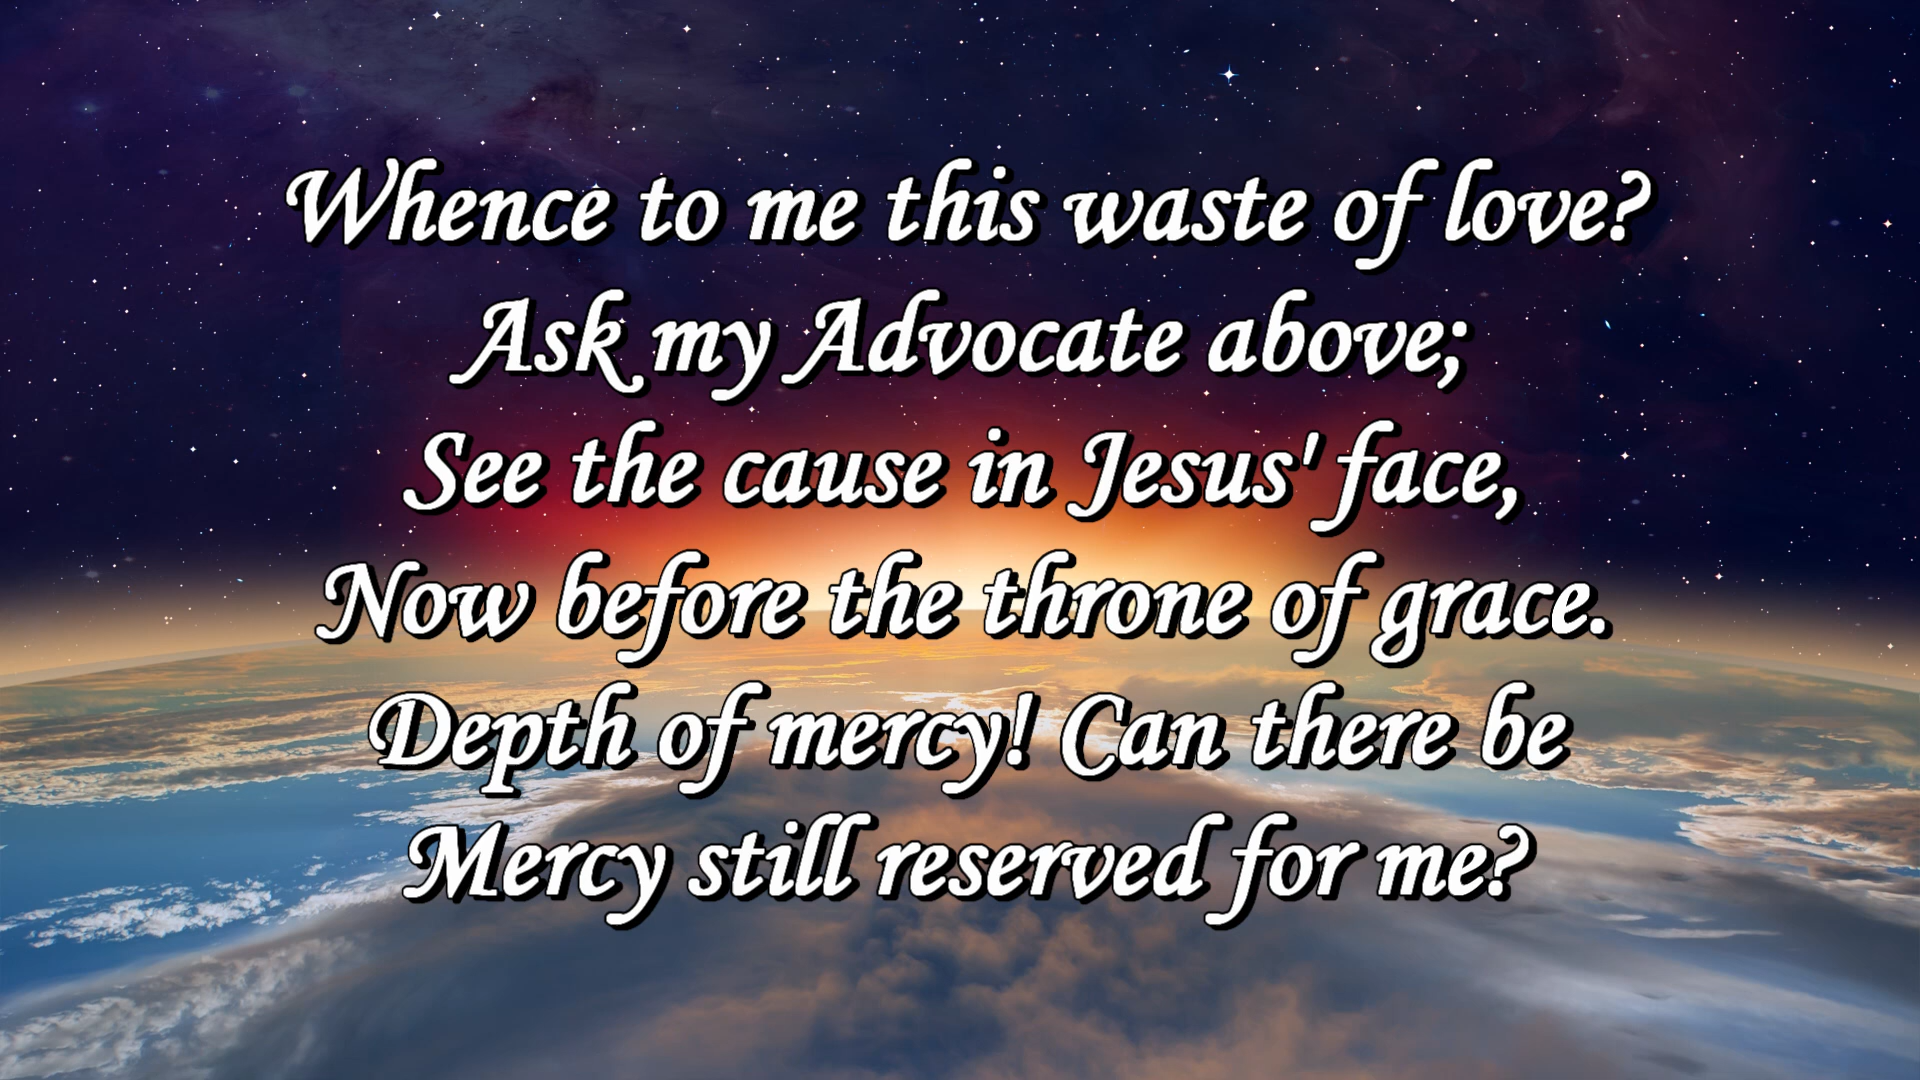 Whence to me this waste of love?
Ask my Advocate above;
See the cause in Jesus' face,
Now before the throne of grace.
Depth of mercy! Can there be
Mercy still reserved for me?